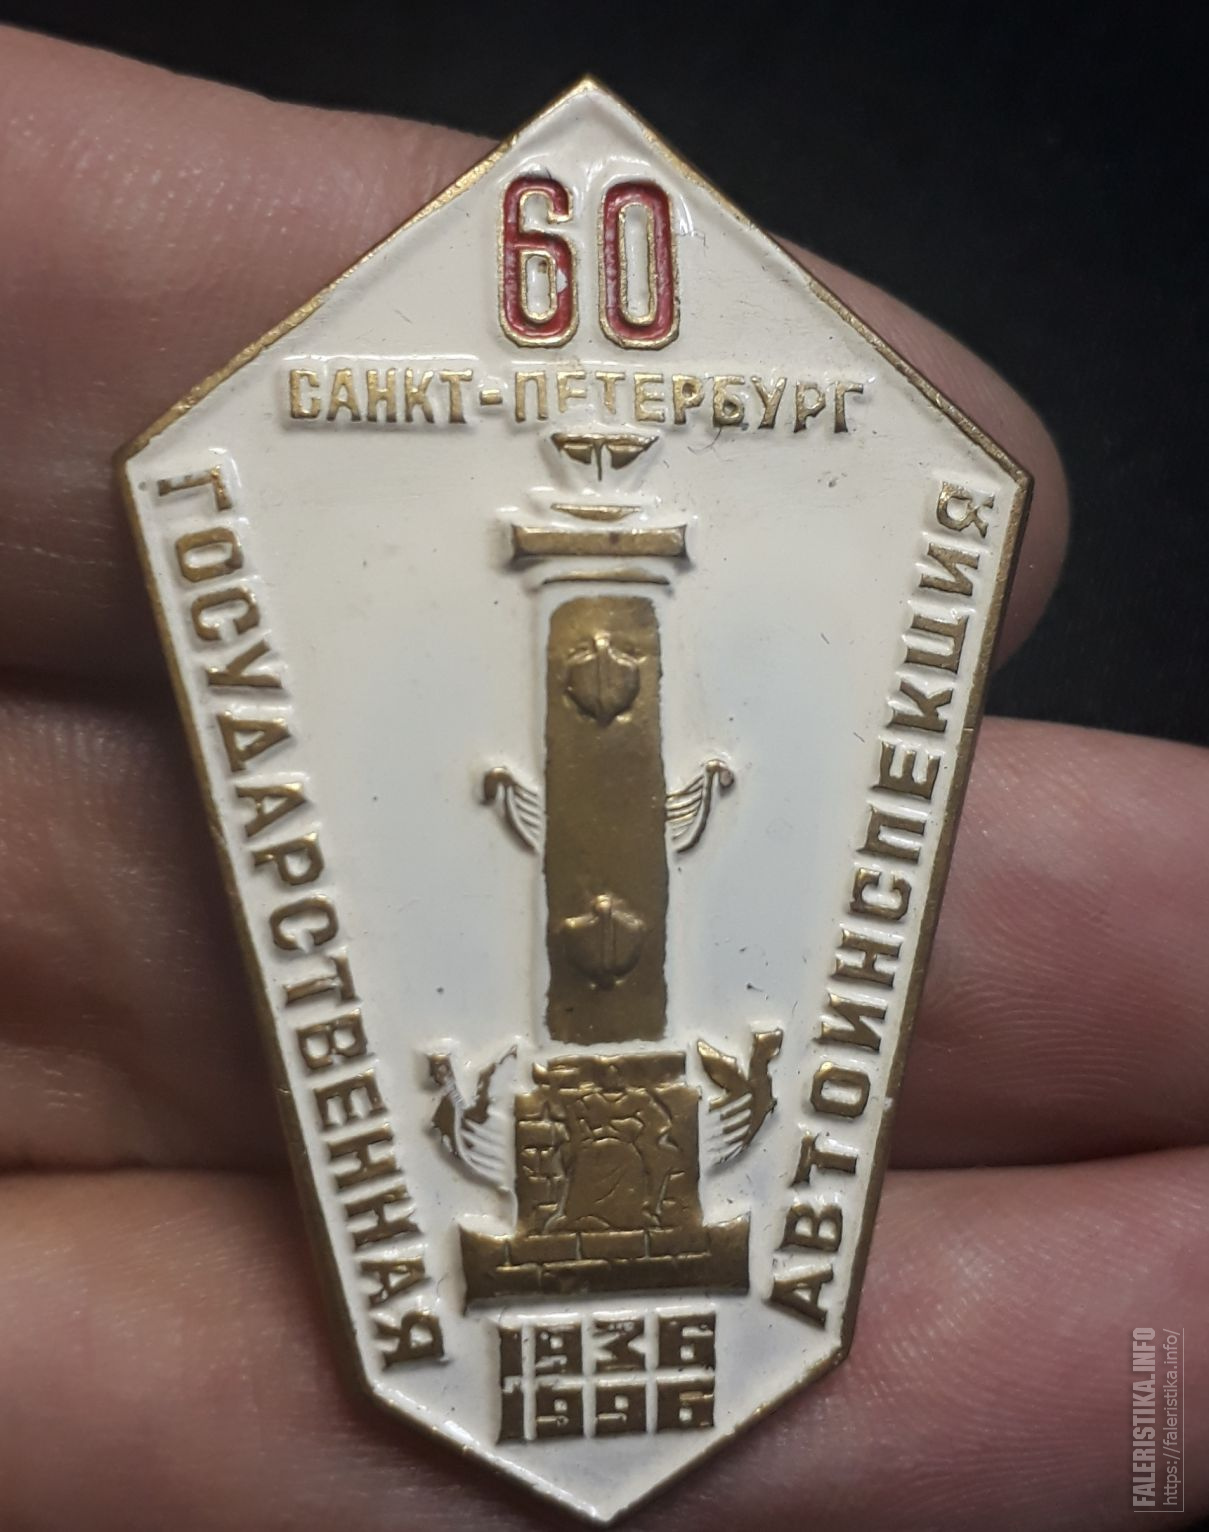 60
САНКТ-ПЕТЕРБУРГ
ГОСУДАРСТВЕННАЯ
АВТОИНСПЕКЦИЯ
1936
1996
FALERISTIKA.INFO
https://faleristika.info/